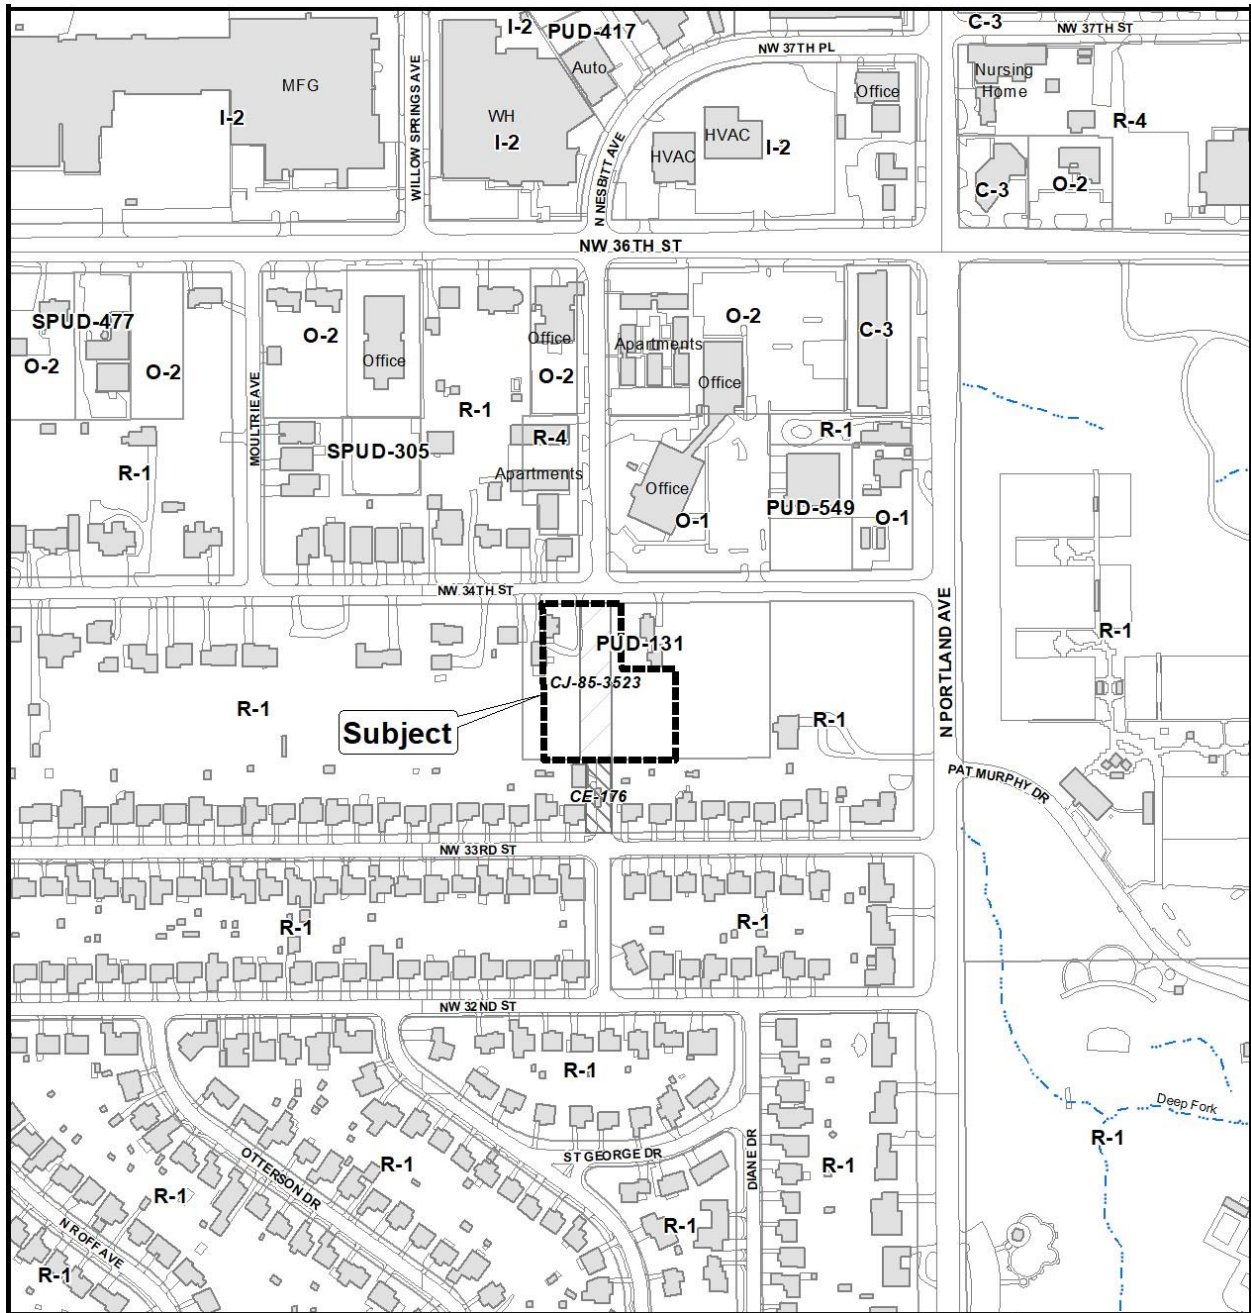 C-3
NW 37TH ST
I-2
PUD-417
NW 37TH PL
WILLOW SPRINGS AVE
MFG
Auto
Nursing
Home
Office
I-2
WH
I-2
N NESBITT AVE
HVAC
HVAC
I-2
R-4
C-3
O-2
NW 36TH ST
SPUD-477
O-2
O-2
O-2
Office
Office
O-2
Apartments
O-2
Office
C-3
MOULTRIE AVE
R-1
R-1
SPUD-305
R-4
Apartments
R-1
Office
O-1
PUD-549
O-1
NW 34TH ST
N PORTLAND AVE
R-1
PUD-131
CJ-85-3523
R-1
Subject
R-1
PAT MURPHY DR
CE-176
NW 33RD ST
R-1
R-1
NW 32ND ST
R-1
Deep Fork
R-1
ST GEORGE DR
DIANE DR
OTTERSON DR
R-1
R-1
R-1
N ROFF AVE
R-1
R-1